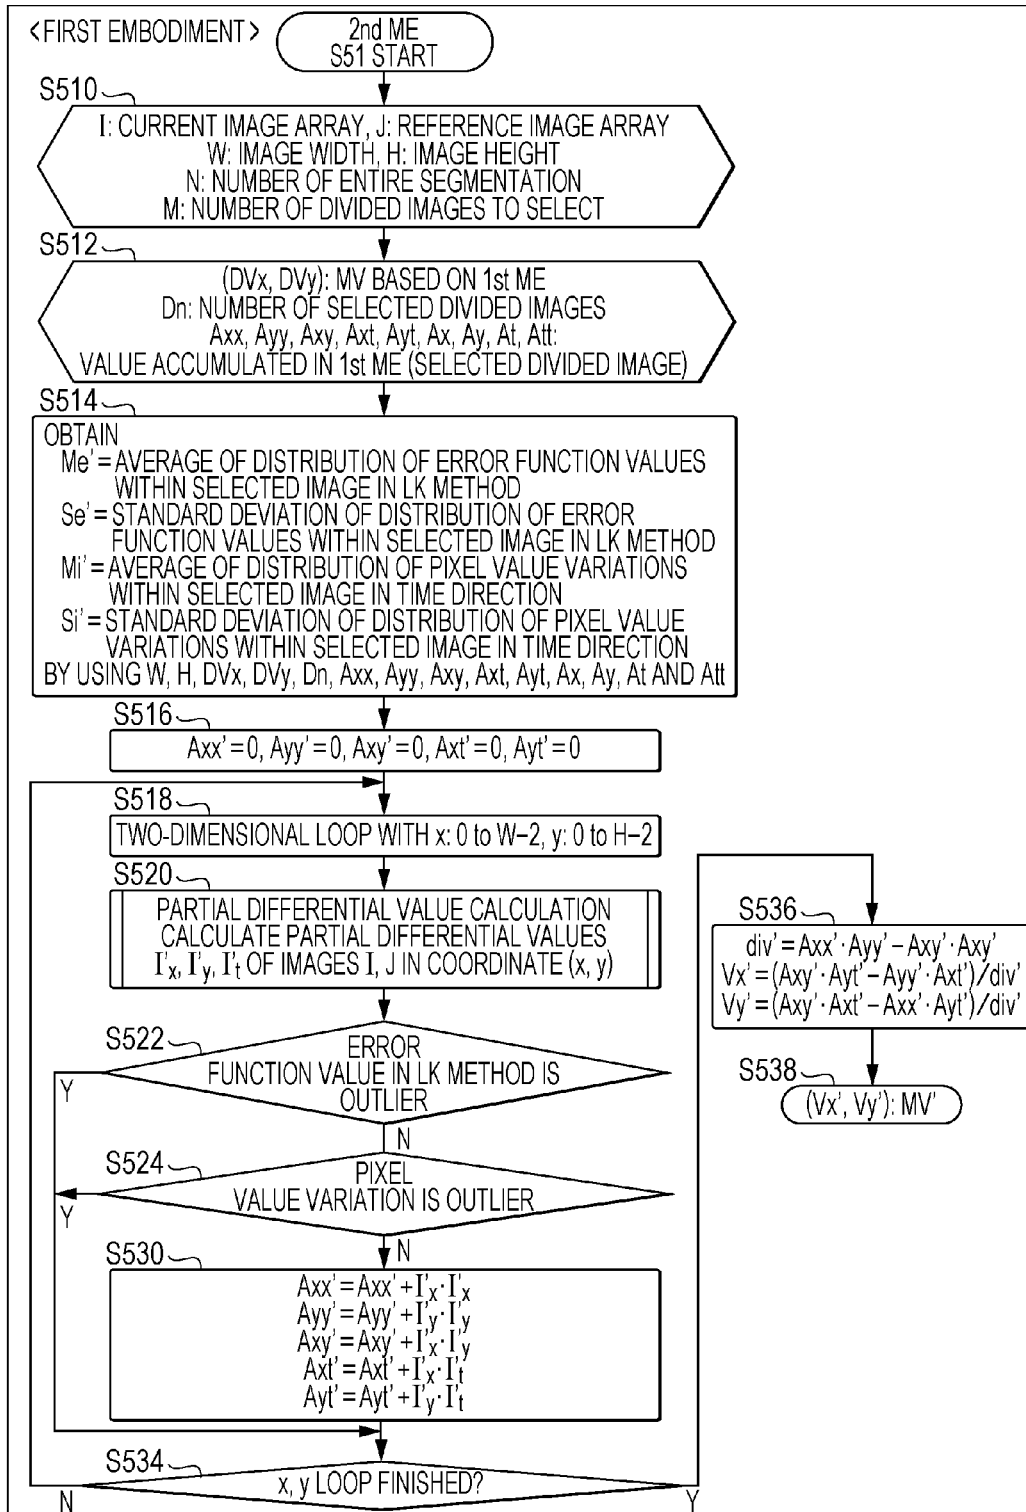 <FIRST EMBODIMENT>
2nd ME
S51 START
S510
I: CURRENT IMAGE ARRAY, J: REFERENCE IMAGE ARRAY
W: IMAGE WIDTH, H: IMAGE HEIGHT
N: NUMBER OF ENTIRE SEGMENTATION
M: NUMBER OF DIVIDED IMAGES TO SELECT
S512
(DVx, DVy): MV BASED ON 1st ME
Dn: NUMBER OF SELECTED DIVIDED IMAGES
Axx, Ayy, Axy, Axt, Ayt, Ax, Ay, At, Att:
VALUE ACCUMULATED IN 1st ME (SELECTED DIVIDED IMAGE)
S514
OBTAIN
Me' = AVERAGE OF DISTRIBUTION OF ERROR FUNCTION VALUES
WITHIN SELECTED IMAGE IN LK METHOD
Se' = STANDARD DEVIATION OF DISTRIBUTION OF ERROR
FUNCTION VALUES WITHIN SELECTED IMAGE IN LK METHOD
Mi' = AVERAGE OF DISTRIBUTION OF PIXEL VALUE VARIATIONS
WITHIN SELECTED IMAGE IN TIME DIRECTION
Si' = STANDARD DEVIATION OF DISTRIBUTION OF PIXEL VALUE
VARIATIONS WITHIN SELECTED IMAGE IN TIME DIRECTION
BY USING W, H, DVx, DVy, Dn, Axx, Ayy, Axy, Axt, Ayt, Ax, Ay, At AND Att
S516
Axx' = 0, Ayy' = 0, Axy' = 0, Axt' = 0, Ayt' = 0
S518
TWO-DIMENSIONAL LOOP WITH x: 0 to W–2, y: 0 to H–2
S520
PARTIAL DIFFERENTIAL VALUE CALCULATION
CALCULATE PARTIAL DIFFERENTIAL VALUES
I'x, I'y, I't OF IMAGES I, J IN COORDINATE (x, y)
S522
ERROR
FUNCTION VALUE IN LK METHOD IS
OUTLIER
Y
N
S524
PIXEL
VALUE VARIATION IS OUTLIER
Y
N
S530
Axx' = Axx' + I'x · I'x
Ayy' = Ayy' + I'y · I'y
Axy' = Axy' + I'x · I'y
Axt' = Axt' + I'x · I't
Ayt' = Ayt' + I'y · I't
S534
x, y LOOP FINISHED?
N
Y
S536
div' = Axx' · Ayy' – Axy' · Axy'
Vx' = (Axy' · Ayt' – Ayy' · Axt')/div'
Vy' = (Axy' · Axt' – Axx' · Ayt')/div'
S538
(Vx', Vy'): MV'